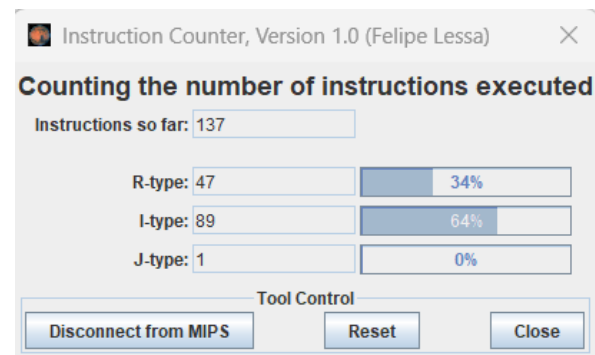 Instruction Counter, Version 1.0 (Felipe Lessa)
Counting the number of instructions executed
Instructions so far: 137
R-type: 47 34%
I-type: 89 64%
J-type: 1 0%
Tool Control
Disconnect from MIPS Reset Close